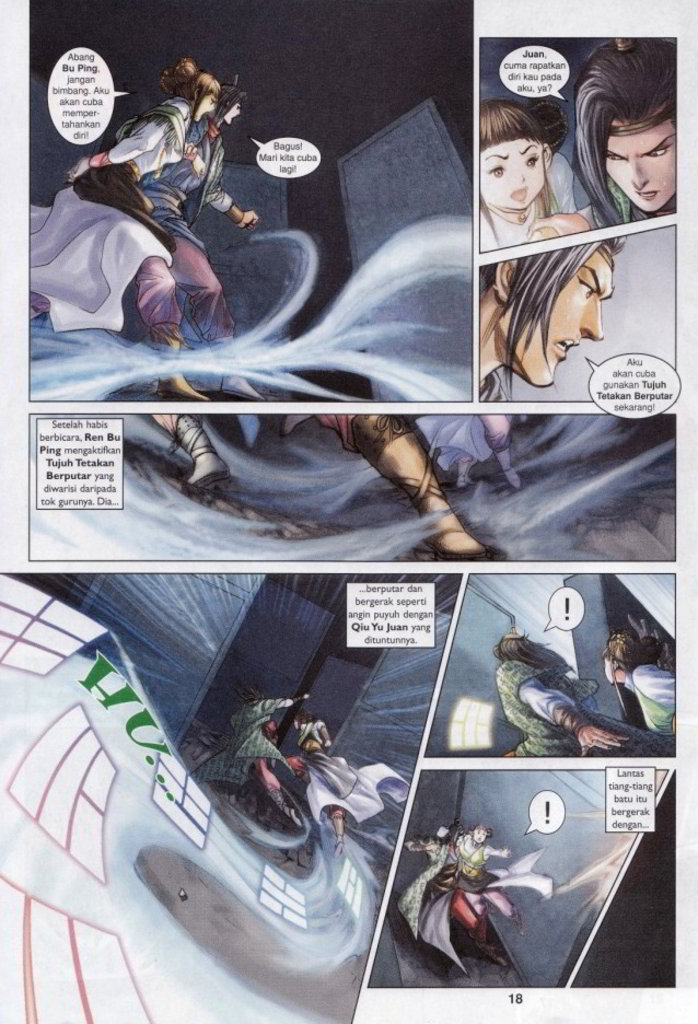 Abang
Bu Ping,
jangan
bimbang. Aku
akan cuba
memper-
tahankan
diri!
Bagus!
Mari kita cuba
lagi!
Juan,
cuma rapatkan
diri kau pada
aku, ya?
Aku
akan cuba
gunakan Tujuh
Tetakan Berputar
sekarang!
Setelah habis
berbicara, Ren Bu
Ping mengaktifkan
Tujuh Tetakan
Berputar yang
diwarisi daripada
tok gurunya. Dia...
...berputar dan
bergerak seperti
angin puyuh dengan
Qiu Yu Juan yang
dituntunnya.
HU...
!
!
Lantas
tiang-tiang
batu itu
bergerak
dengan...
18